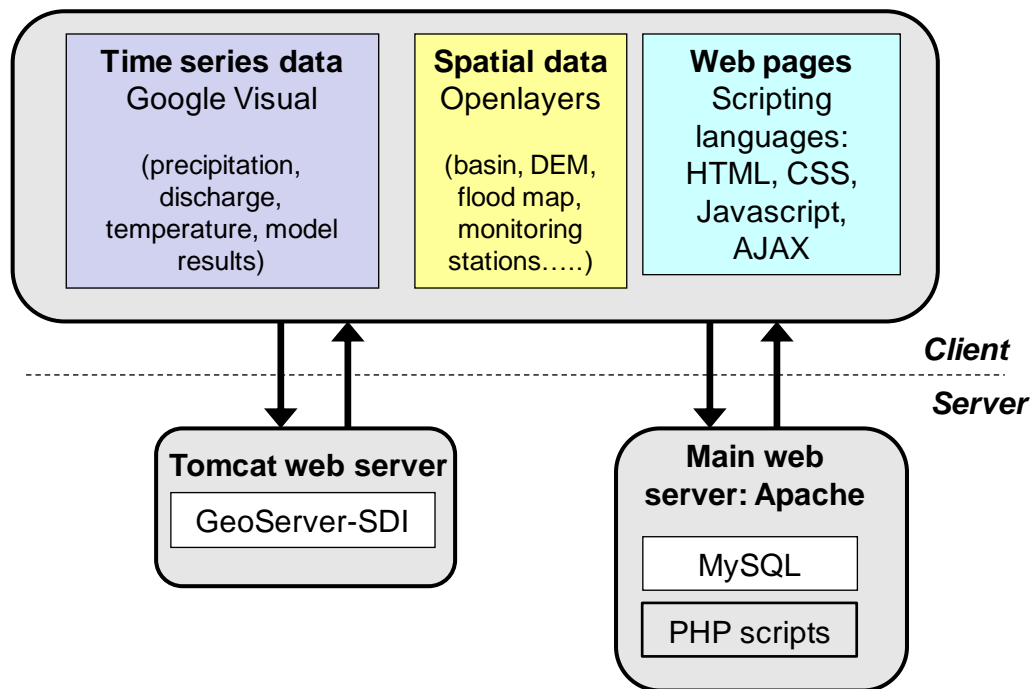 Time series data
Google Visual
(precipitation,
discharge,
temperature, model
results)
Spatial data
Openlayers
(basin, DEM,
flood map,
monitoring
stations…..)
Web pages
Scripting
languages:
HTML, CSS,
Javascript,
AJAX
Client
Server
Tomcat web server
GeoServer-SDI
Main web
server: Apache
MySQL
PHP scripts